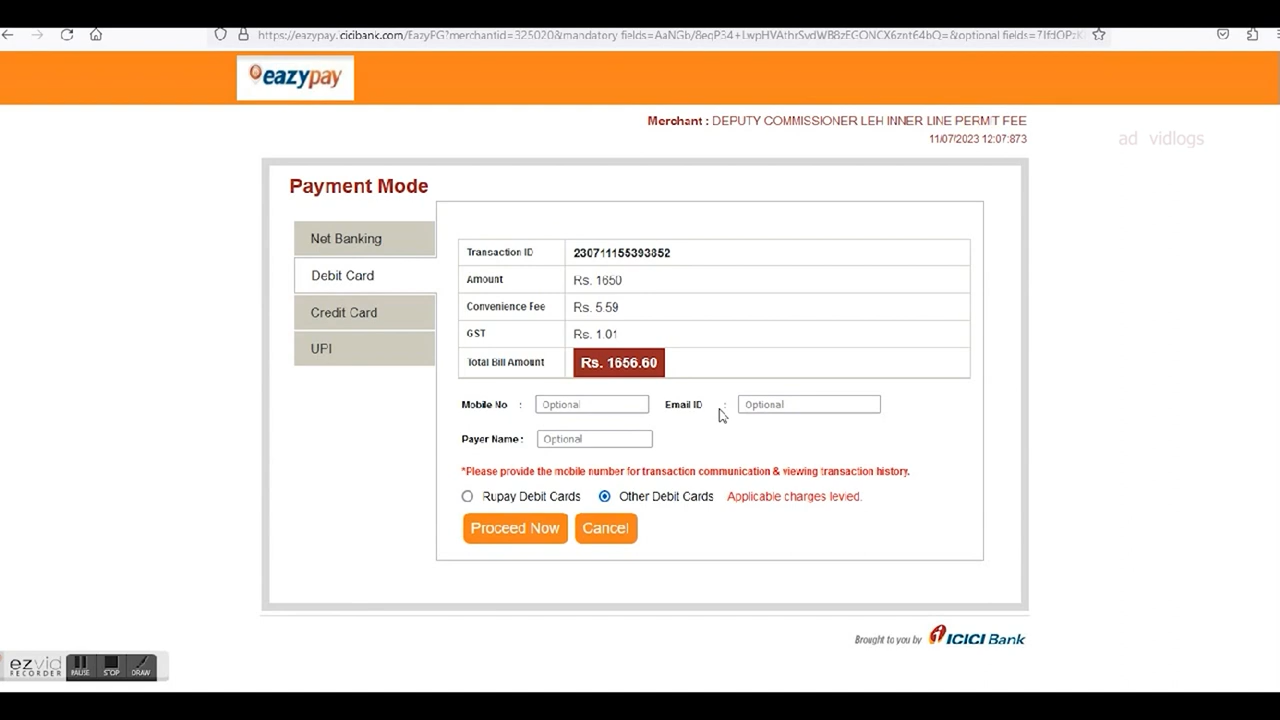 eazypay
Merchant : DEPUTY COMMISSIONER LEH INNER LINE PERMIT FEE
11/07/2023 12:07:873
ad vidlogs
Payment Mode
Net Banking
Debit Card
Credit Card
UPI
Transaction ID 230711155393852
Amount Rs. 1650
Convenience Fee Rs. 5.59
GST Rs. 1.01
Total Bill Amount Rs. 1656.60
Mobile No : Optional Email ID : Optional
Payer Name : Optional
*Please provide the mobile number for transaction communication & viewing transaction history.
Rupay Debit Cards Other Debit Cards Applicable charges levied.
Proceed Now Cancel
Brought to you by ICICI Bank
ezvid
RECORDER
PAUSE STOP DRAW